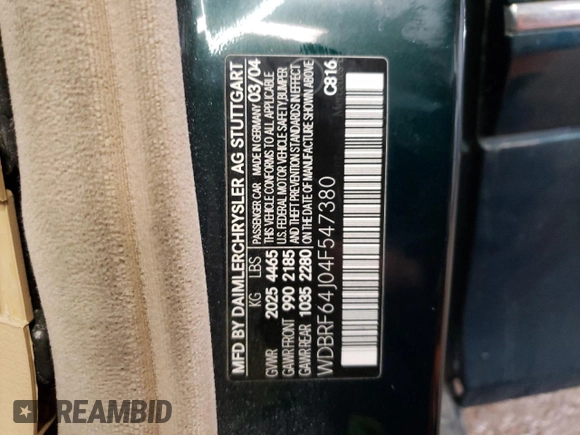 MFD BY DAIMLERCHRYSLER AG STUTTGART
KG LBS PASSENGER CAR MADE IN GERMANY 03/04
GVWR 2025 4465 THIS VEHICLE CONFORMS TO ALL APPLICABLE
GAWR FRONT 990 2185 U.S. FEDERAL MOTOR VEHICLE SAFETY, BUMPER
GAWR REAR 1035 2280 AND THEFT PREVENTION STANDARDS IN EFFECT
ON THE DATE OF MANUFACTURE SHOWN ABOVE
WDBRF64J04F547380 C816
DREAMBID